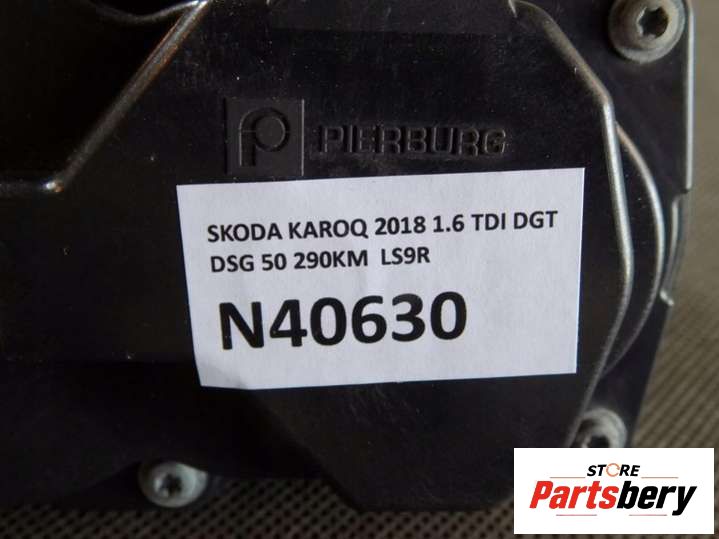 PIERBURG
SKODA KAROQ 2018 1.6 TDI DGT
DSG 50 290KM LS9R
N40630
STORE
Partsbery